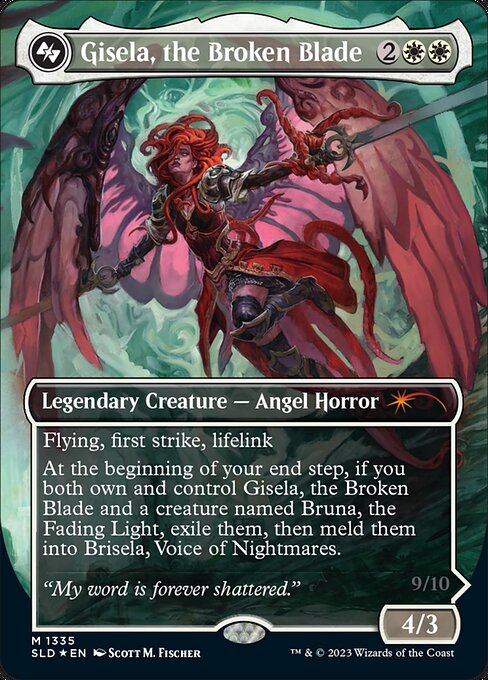 Gisela, the Broken Blade 2
Legendary Creature — Angel Horror
Flying, first strike, lifelink
At the beginning of your end step, if you
both own and control Gisela, the Broken
Blade and a creature named Bruna, the
Fading Light, exile them, then meld them
into Brisela, Voice of Nightmares.
“My word is forever shattered.”
9/10
4/3
M 1335
SLD ★ EN Scott M. Fischer
™ & © 2023 Wizards of the Coast